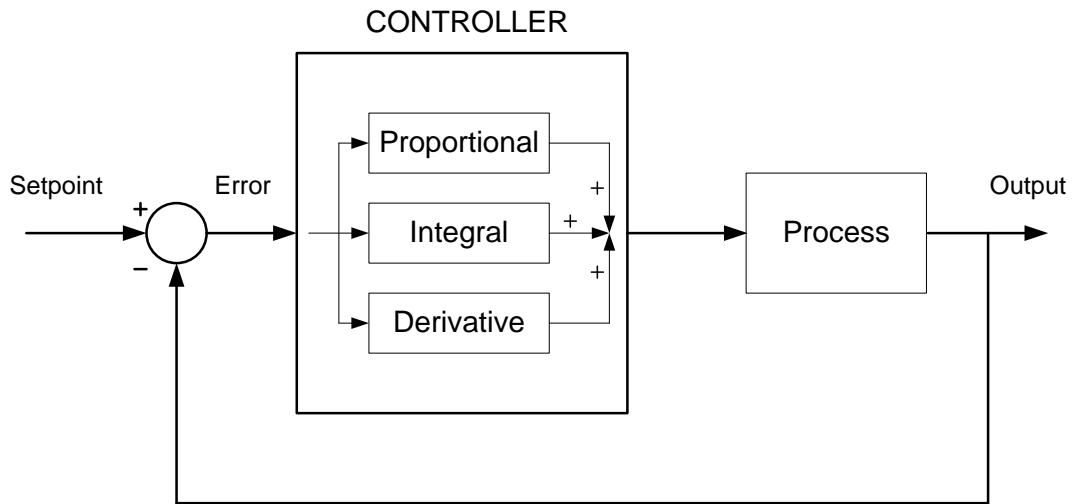 CONTROLLER
Proportional
Setpoint
Error
+
Output
+
+
Integral
Process
−
+
Derivative